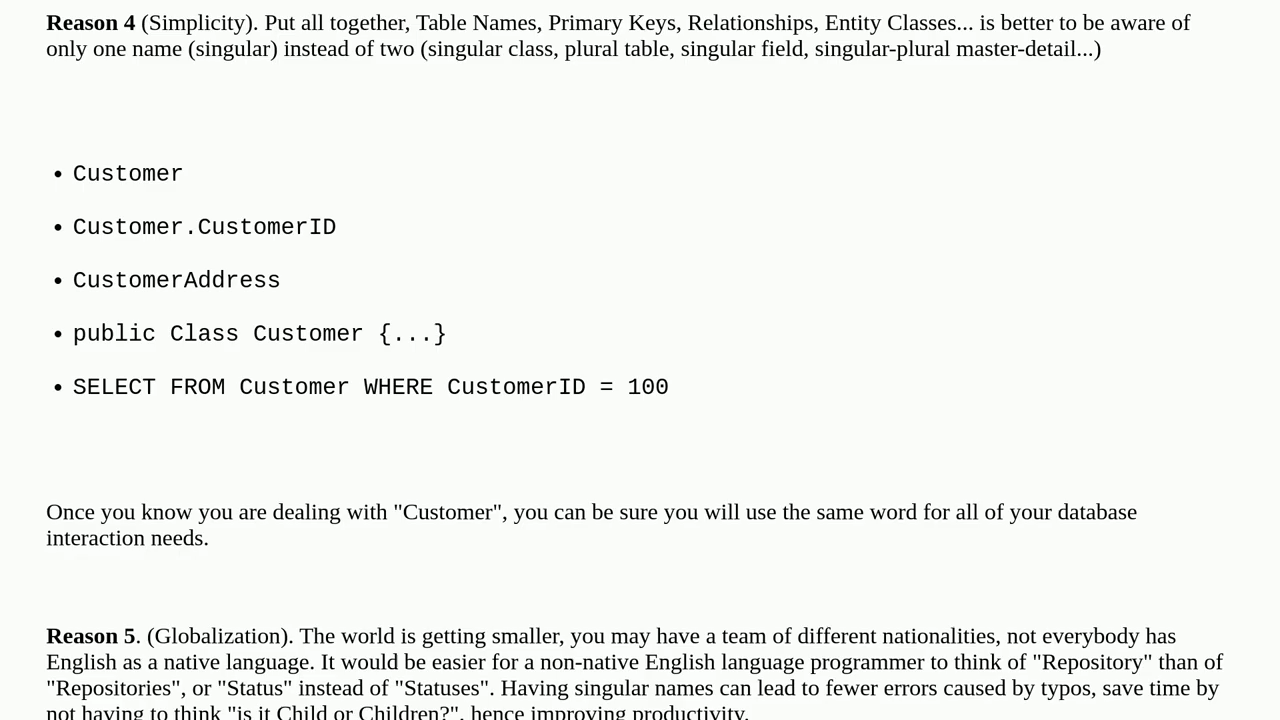 Reason 4 (Simplicity). Put all together, Table Names, Primary Keys, Relationships, Entity Classes... is better to be aware of
only one name (singular) instead of two (singular class, plural table, singular field, singular-plural master-detail...)
• Customer
• Customer.CustomerID
• CustomerAddress
• public Class Customer {...}
• SELECT FROM Customer WHERE CustomerID = 100
Once you know you are dealing with "Customer", you can be sure you will use the same word for all of your database
interaction needs.
Reason 5. (Globalization). The world is getting smaller, you may have a team of different nationalities, not everybody has
English as a native language. It would be easier for a non-native English language programmer to think of "Repository" than of
"Repositories", or "Status" instead of "Statuses". Having singular names can lead to fewer errors caused by typos, save time by
not having to think "is it Child or Children?", hence improving productivity.